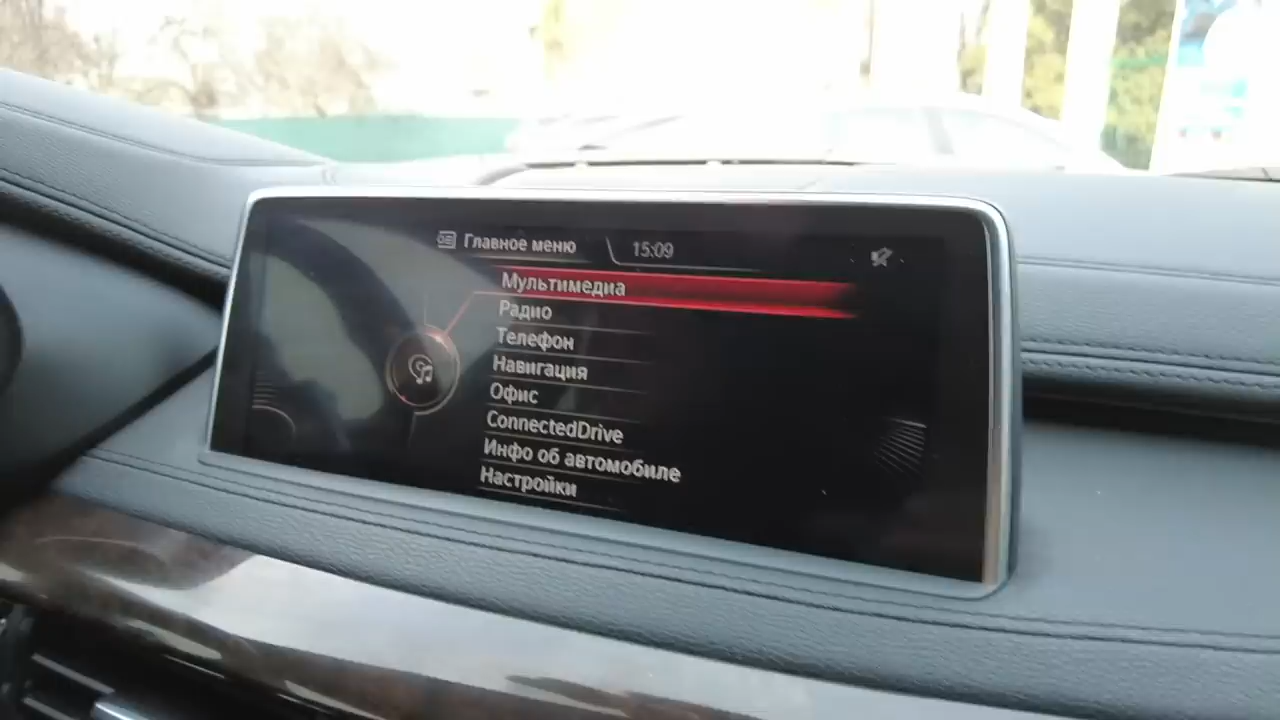 Главное меню 15:09
Мультимедиа
Радио
Телефон
Навигация
Офис
ConnectedDrive
Инфо об автомобиле
Настройки